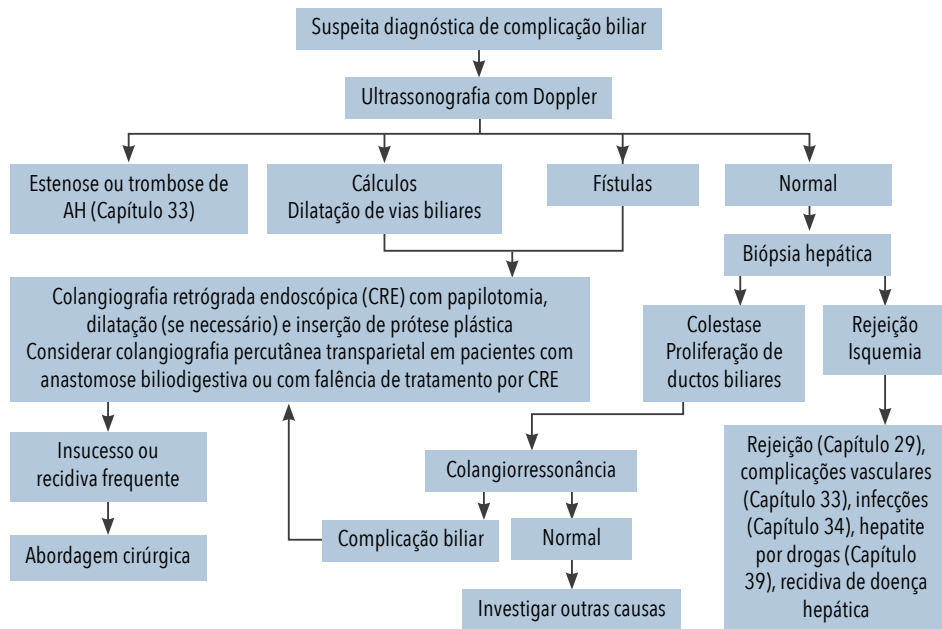 Suspeita diagnóstica de complicação biliar
Ultrassonografia com Doppler
Estenose ou trombose de
AH (Capítulo 33)
Cálculos
Dilatação de vias biliares
Fístulas
Normal
Biópsia hepática
Colangiografia retrógrada endoscópica (CRE) com papilotomia,
dilatação (se necessário) e inserção de prótese plástica
Considerar colangiografia percutânea transparietal em pacientes com
anastomose biliodigestiva ou com falência de tratamento por CRE
Colestase
Proliferação de
ductos biliares
Rejeição
Isquemia
Insucesso ou
recidiva frequente
Abordagem cirúrgica
Colangiorressonância
Complicação biliar
Normal
Investigar outras causas
Rejeição (Capítulo 29),
complicações vasculares
(Capítulo 33), infecções
(Capítulo 34), hepatite
por drogas (Capítulo
39), recidiva de doença
hepática